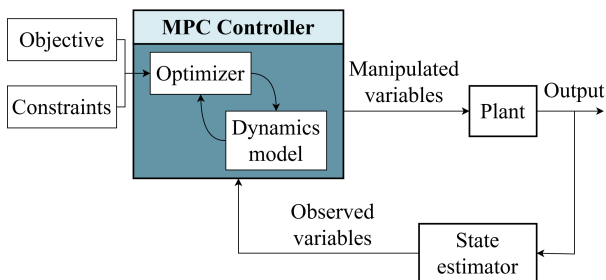 MPC Controller
Objective
Constraints
Optimizer
Dynamics
model
Manipulated
variables
Plant
Output
Observed
variables
State
estimator